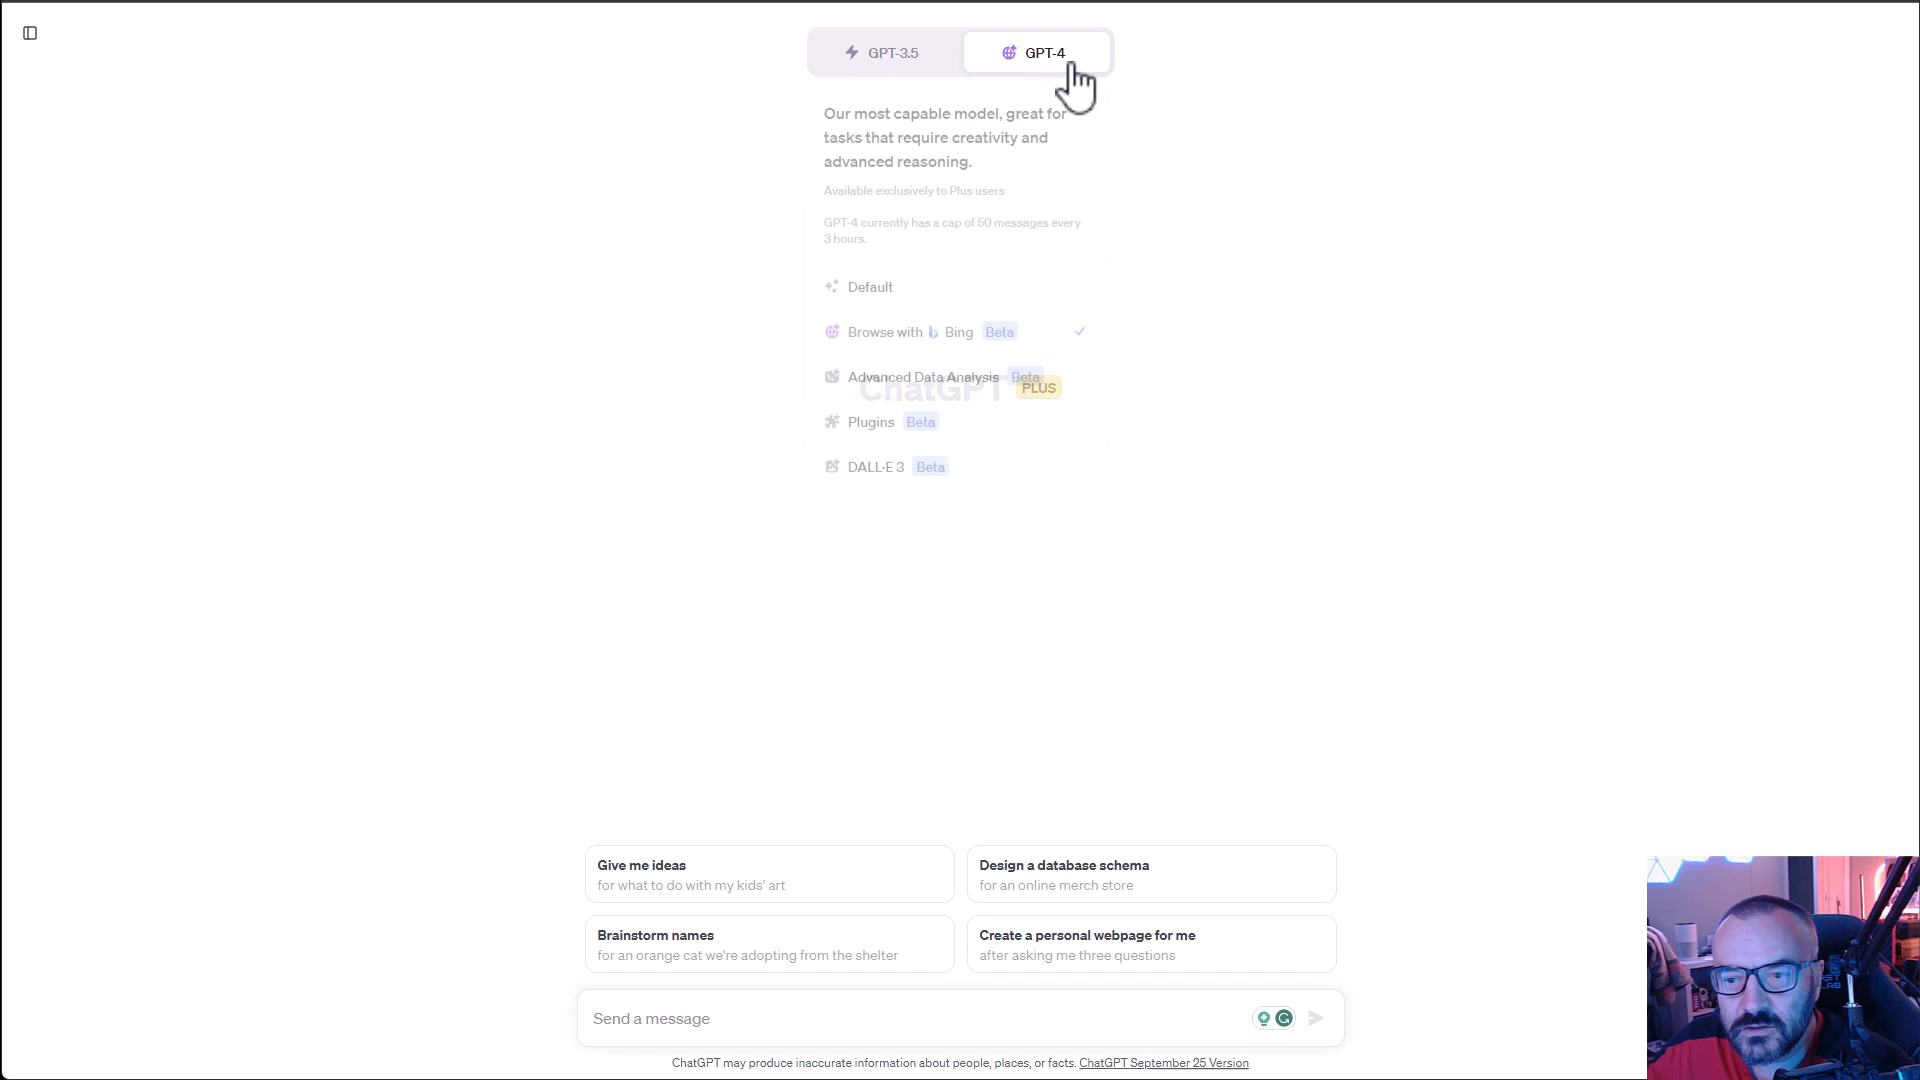 GPT-3.5
GPT-4
Our most capable model, great for
tasks that require creativity and
advanced reasoning.
Available exclusively to Plus users
GPT-4 currently has a cap of 50 messages every
3 hours.
Default
Browse with Bing Beta
Advanced Data Analysis Beta
ChatGPT PLUS
Plugins Beta
DALL·E 3 Beta
Give me ideas
for what to do with my kids' art
Design a database schema
for an online merch store
Brainstorm names
for an orange cat we're adopting from the shelter
Create a personal webpage for me
after asking me three questions
Send a message
ChatGPT may produce inaccurate information about people, places, or facts. ChatGPT September 25 Version